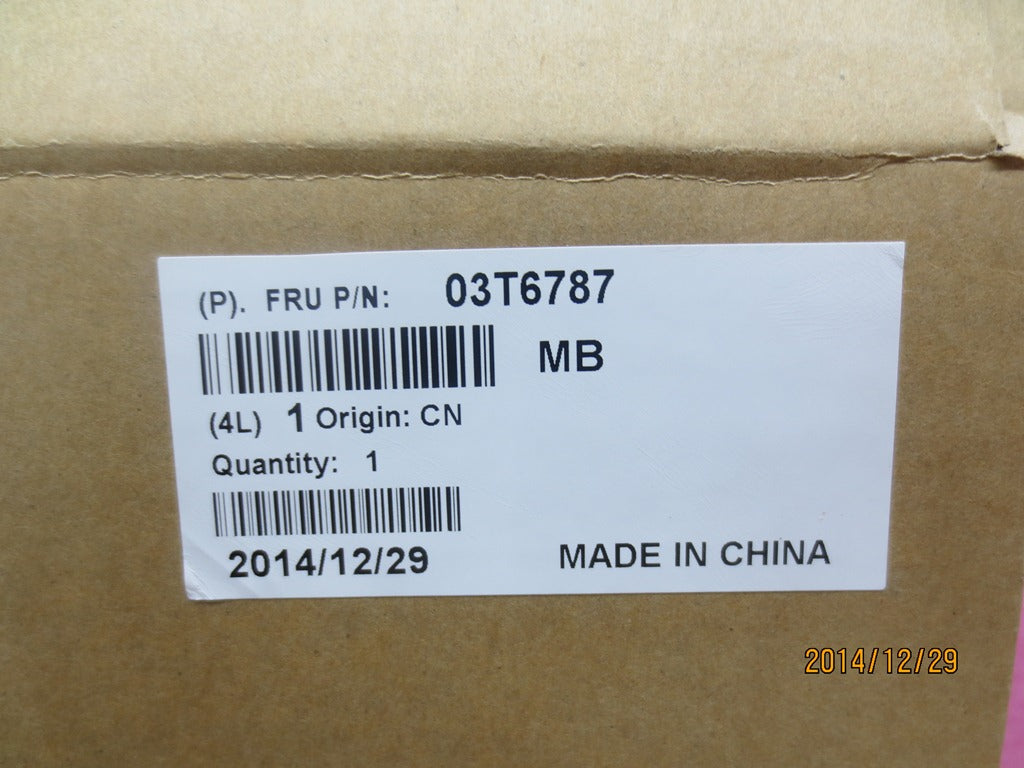 (P). FRU P/N: 03T6787
MB
(4L) 1 Origin: CN
Quantity: 1
2014/12/29
MADE IN CHINA
2014/12/29